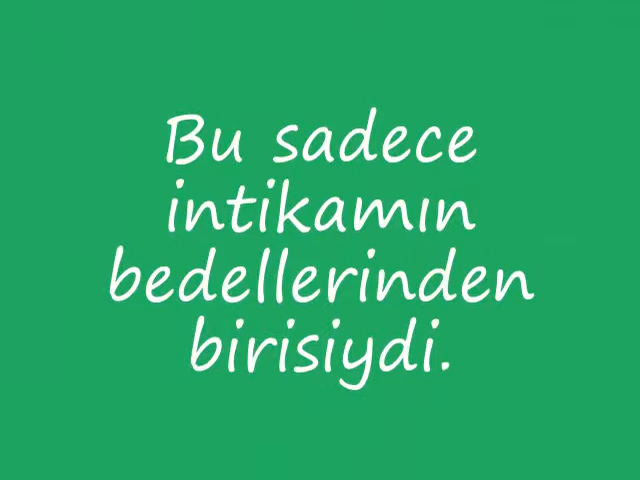 Bu sadece
intikamın
bedellerinden
birisiydi.